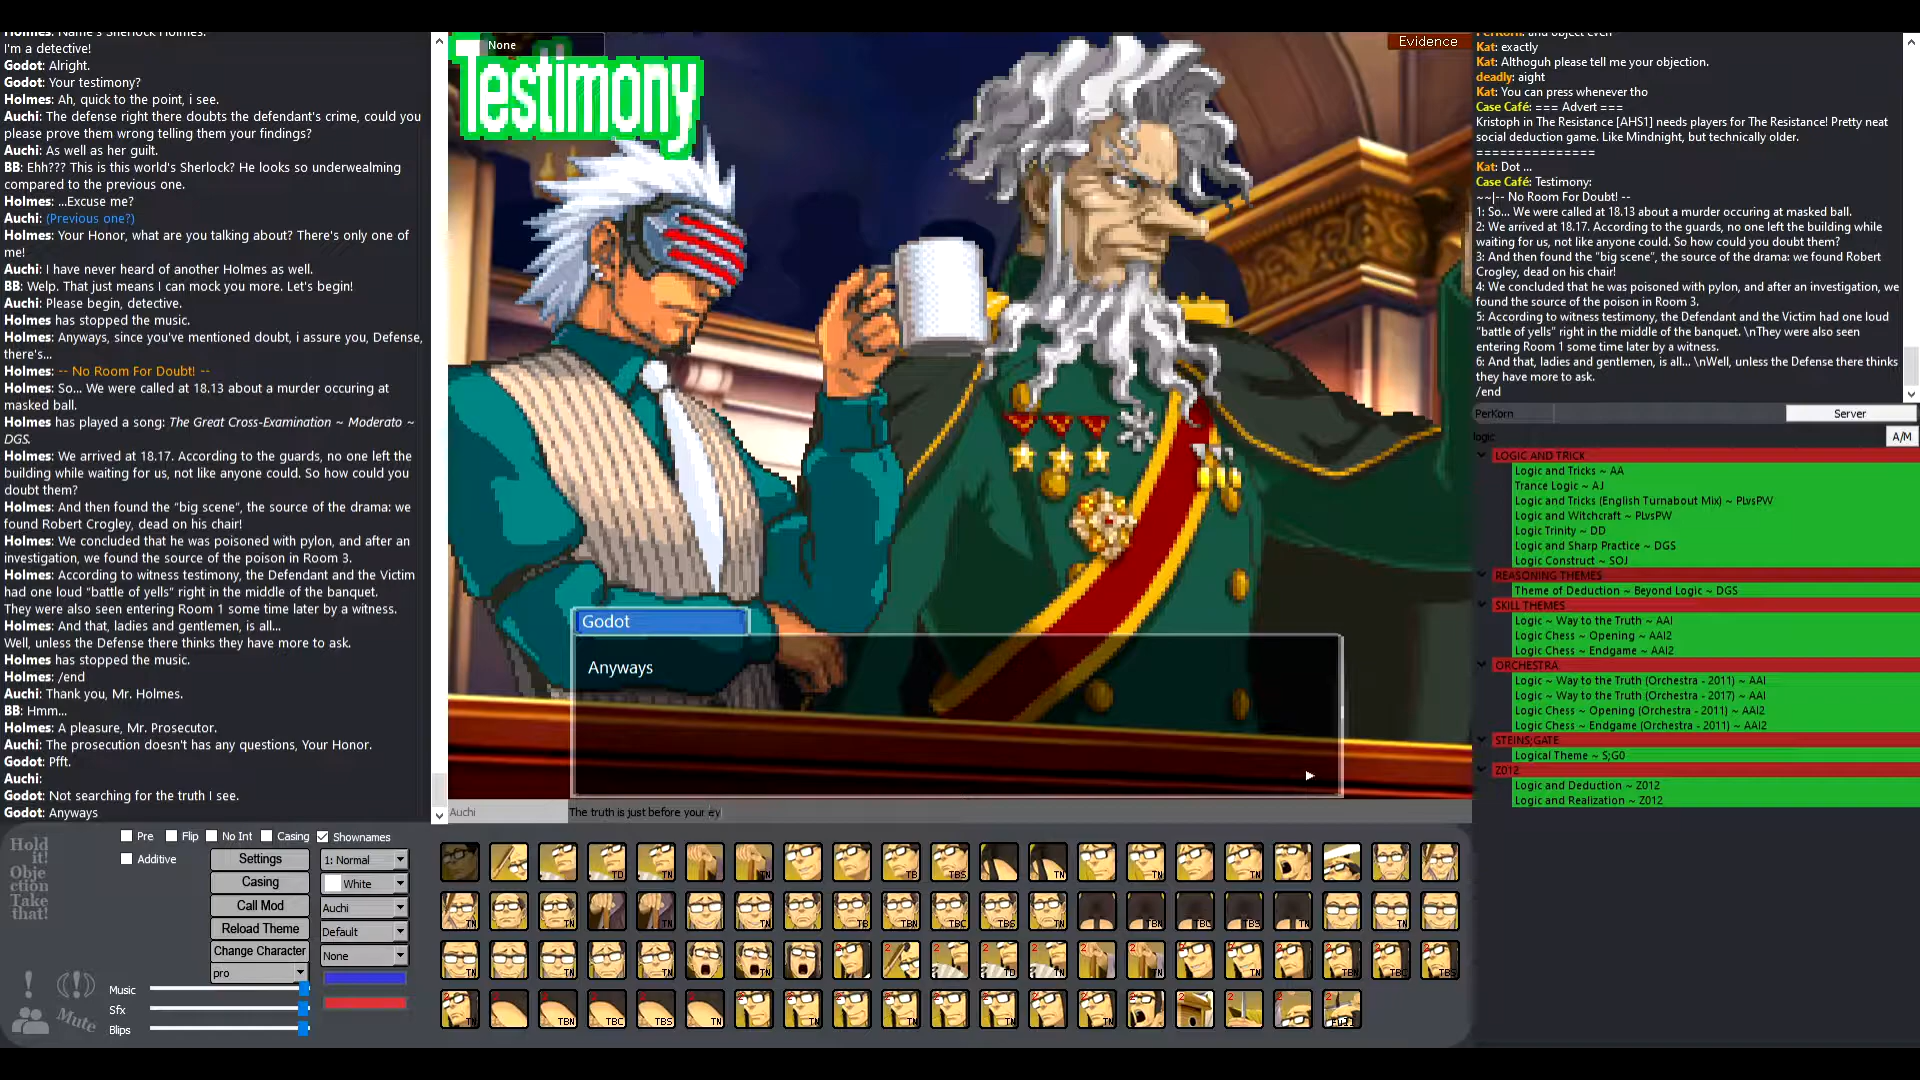 Holmes: Name's Sherlock Holmes.
I'm a detective!
Godot: Alright.
Godot: Your testimony?
Holmes: Ah, quick to the point, i see.
Auchi: The defense right there doubts the defendant's crime, could you
please prove them wrong telling them your findings?
Auchi: As well as her guilt.
BB: Ehh??? This is this world's Sherlock? He looks so underwealming
compared to the previous one.
Holmes: ...Excuse me?
Auchi: (Previous one?)
Holmes: Your Honor, what are you talking about? There's only one of
me!
Auchi: I have never heard of another Holmes as well.
BB: Welp. That just means I can mock you more. Let's begin!
Auchi: Please begin, detective.
Holmes has stopped the music.
Holmes: Anyways, since you've mentioned doubt, i assure you, Defense,
there's...
Holmes: -- No Room For Doubt! --
Holmes: So... We were called at 18.13 about a murder occuring at
masked ball.
Holmes has played a song: The Great Cross-Examination ~ Moderato ~
DGS.
Holmes: We arrived at 18.17. According to the guards, no one left the
building while waiting for us, not like anyone could. So how could you
doubt them?
Holmes: And then found the "big scene", the source of the drama: we
found Robert Crogley, dead on his chair!
Holmes: We concluded that he was poisoned with pylon, and after an
investigation, we found the source of the poison in Room 3.
Holmes: According to witness testimony, the Defendant and the Victim
had one loud "battle of yells" right in the middle of the banquet.
They were also seen entering Room 1 some time later by a witness.
Holmes: And that, ladies and gentlemen, is all...
Well, unless the Defense there thinks they have more to ask.
Holmes has stopped the music.
Holmes: /end
Auchi: Thank you, Mr. Holmes.
BB: Hmm...
Holmes: A pleasure, Mr. Prosecutor.
Auchi: The prosecution doesn't has any questions, Your Honor.
Godot: Pfft.
Auchi:
Godot: Not searching for the truth I see.
Godot: Anyways
None
Testimony
Evidence
Godot
Anyways
Auchi
The truth is just before your ey
PerKorn: and object even
Kat: exactly
Kat: Althoguh please tell me your objection.
deadly: aight
Kat: You can press whenever tho
Case Café: === Advert ===
Kristoph in The Resistance [AHS1] needs players for The Resistance! Pretty neat
social deduction game. Like Mindnight, but technically older.
===============
Kat: Dot ...
Case Café: Testimony:
~~|-- No Room For Doubt! --
1: So... We were called at 18.13 about a murder occuring at masked ball.
2: We arrived at 18.17. According to the guards, no one left the building while
waiting for us, not like anyone could. So how could you doubt them?
3: And then found the "big scene", the source of the drama: we found Robert
Crogley, dead on his chair!
4: We concluded that he was poisoned with pylon, and after an investigation, we
found the source of the poison in Room 3.
5: According to witness testimony, the Defendant and the Victim had one loud
"battle of yells" right in the middle of the banquet. \nThey were also seen
entering Room 1 some time later by a witness.
6: And that, ladies and gentlemen, is all... \nWell, unless the Defense there thinks
they have more to ask.
/end
PerKorn
Server
logic
A/M
LOGIC AND TRICK
Logic and Tricks ~ AA
Trance Logic ~ AJ
Logic and Tricks (English Turnabout Mix) ~ PLvsPW
Logic and Witchcraft ~ PLvsPW
Logic Trinity ~ DD
Logic and Sharp Practice ~ DGS
Logic Construct ~ SOJ
REASONING THEMES
Theme of Deduction ~ Beyond Logic ~ DGS
SKILL THEMES
Logic ~ Way to the Truth ~ AAI
Logic Chess ~ Opening ~ AAI2
Logic Chess ~ Endgame ~ AAI2
ORCHESTRA
Logic ~ Way to the Truth (Orchestra - 2011) ~ AAI
Logic ~ Way to the Truth (Orchestra - 2017) ~ AAI
Logic Chess ~ Opening (Orchestra - 2011) ~ AAI2
Logic Chess ~ Endgame (Orchestra - 2011) ~ AAI2
STEINS;GATE
Logical Theme ~ S;G0
Z012
Logic and Deduction ~ Z012
Logic and Realization ~ Z012
Hold
it!
Obje
ction
Take
that!
Pre
Flip
No Int
Casing
Shownames
Additive
Settings
1: Normal
Casing
White
Call Mod
Auchi
Reload Theme
Default
Change Character
None
pro
Music
Sfx
Blips
Mute